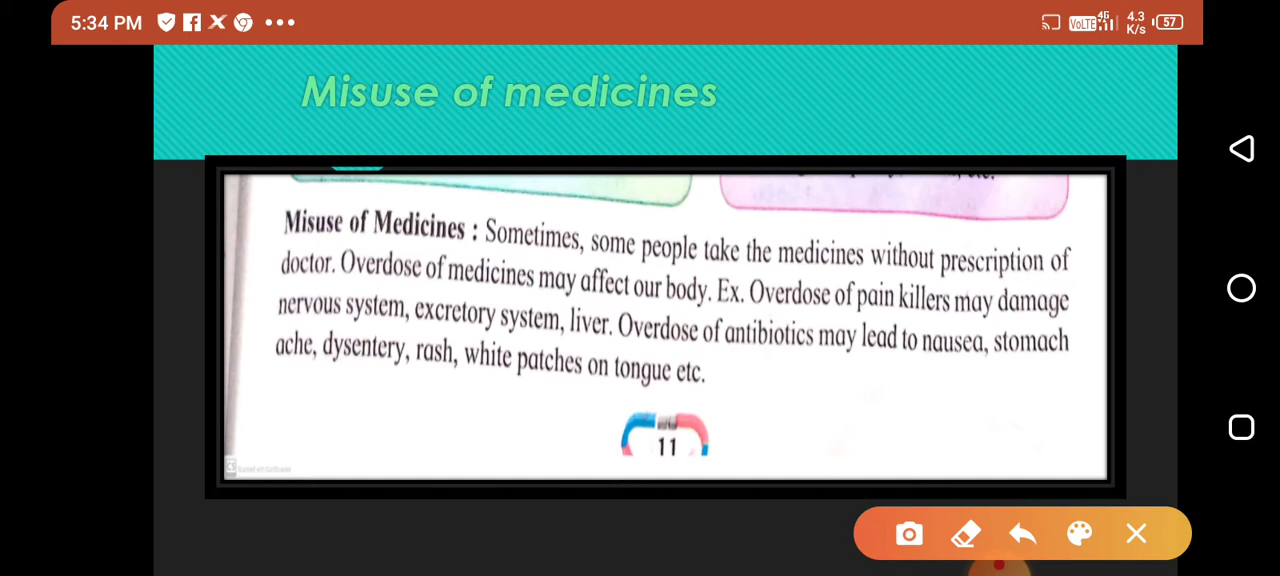 5:34 PM
VoLTE 4G 4.3 K/s 57
Misuse of medicines
Misuse of Medicines : Sometimes, some people take the medicines without prescription of
doctor. Overdose of medicines may affect our body. Ex. Overdose of pain killers may damage
nervous system, excretory system, liver. Overdose of antibiotics may lead to nausea, stomach
ache, dysentery, rash, white patches on tongue etc.
11
CS